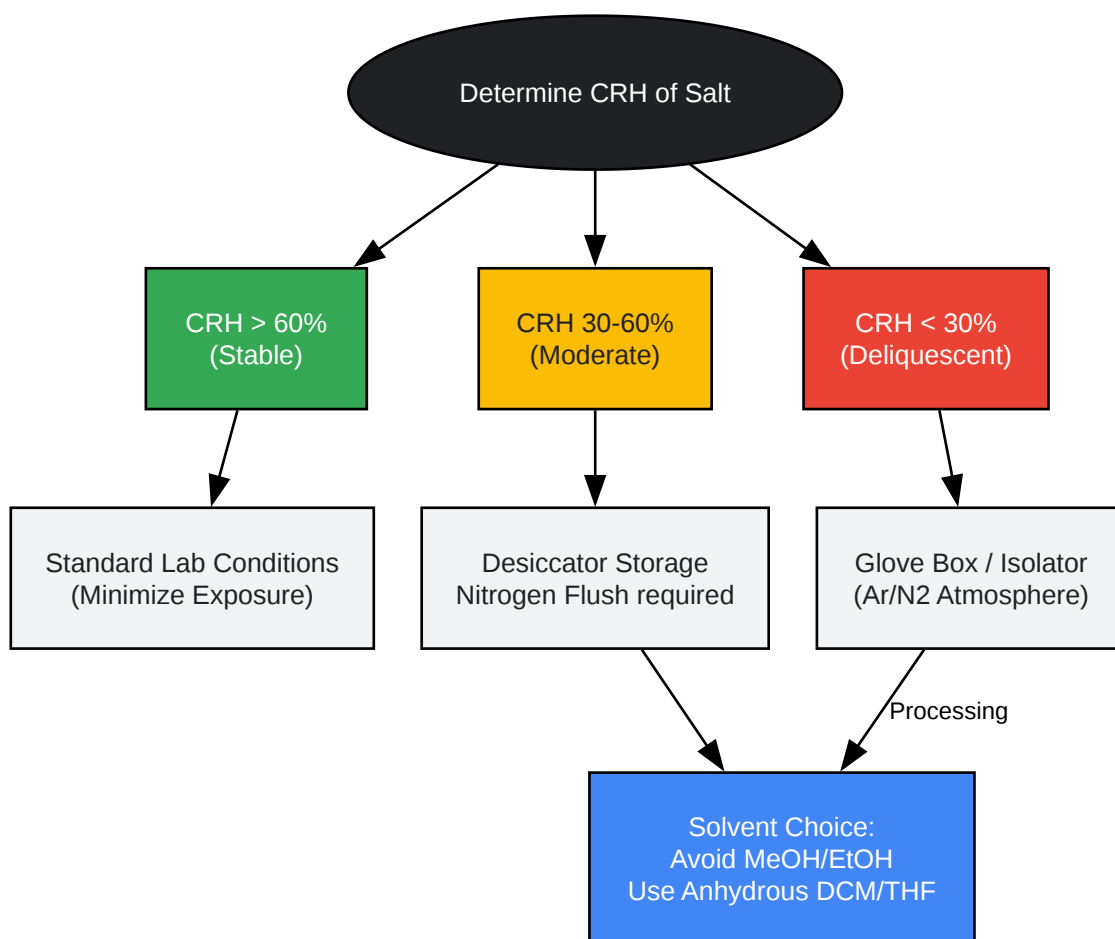 Determine CRH of Salt
CRH > 60%
(Stable)
CRH 30-60%
(Moderate)
CRH < 30%
(Deliquescent)
Standard Lab Conditions
(Minimize Exposure)
Desiccator Storage
Nitrogen Flush required
Glove Box / Isolator
(Ar/N2 Atmosphere)
Processing
Solvent Choice:
Avoid MeOH/EtOH
Use Anhydrous DCM/THF